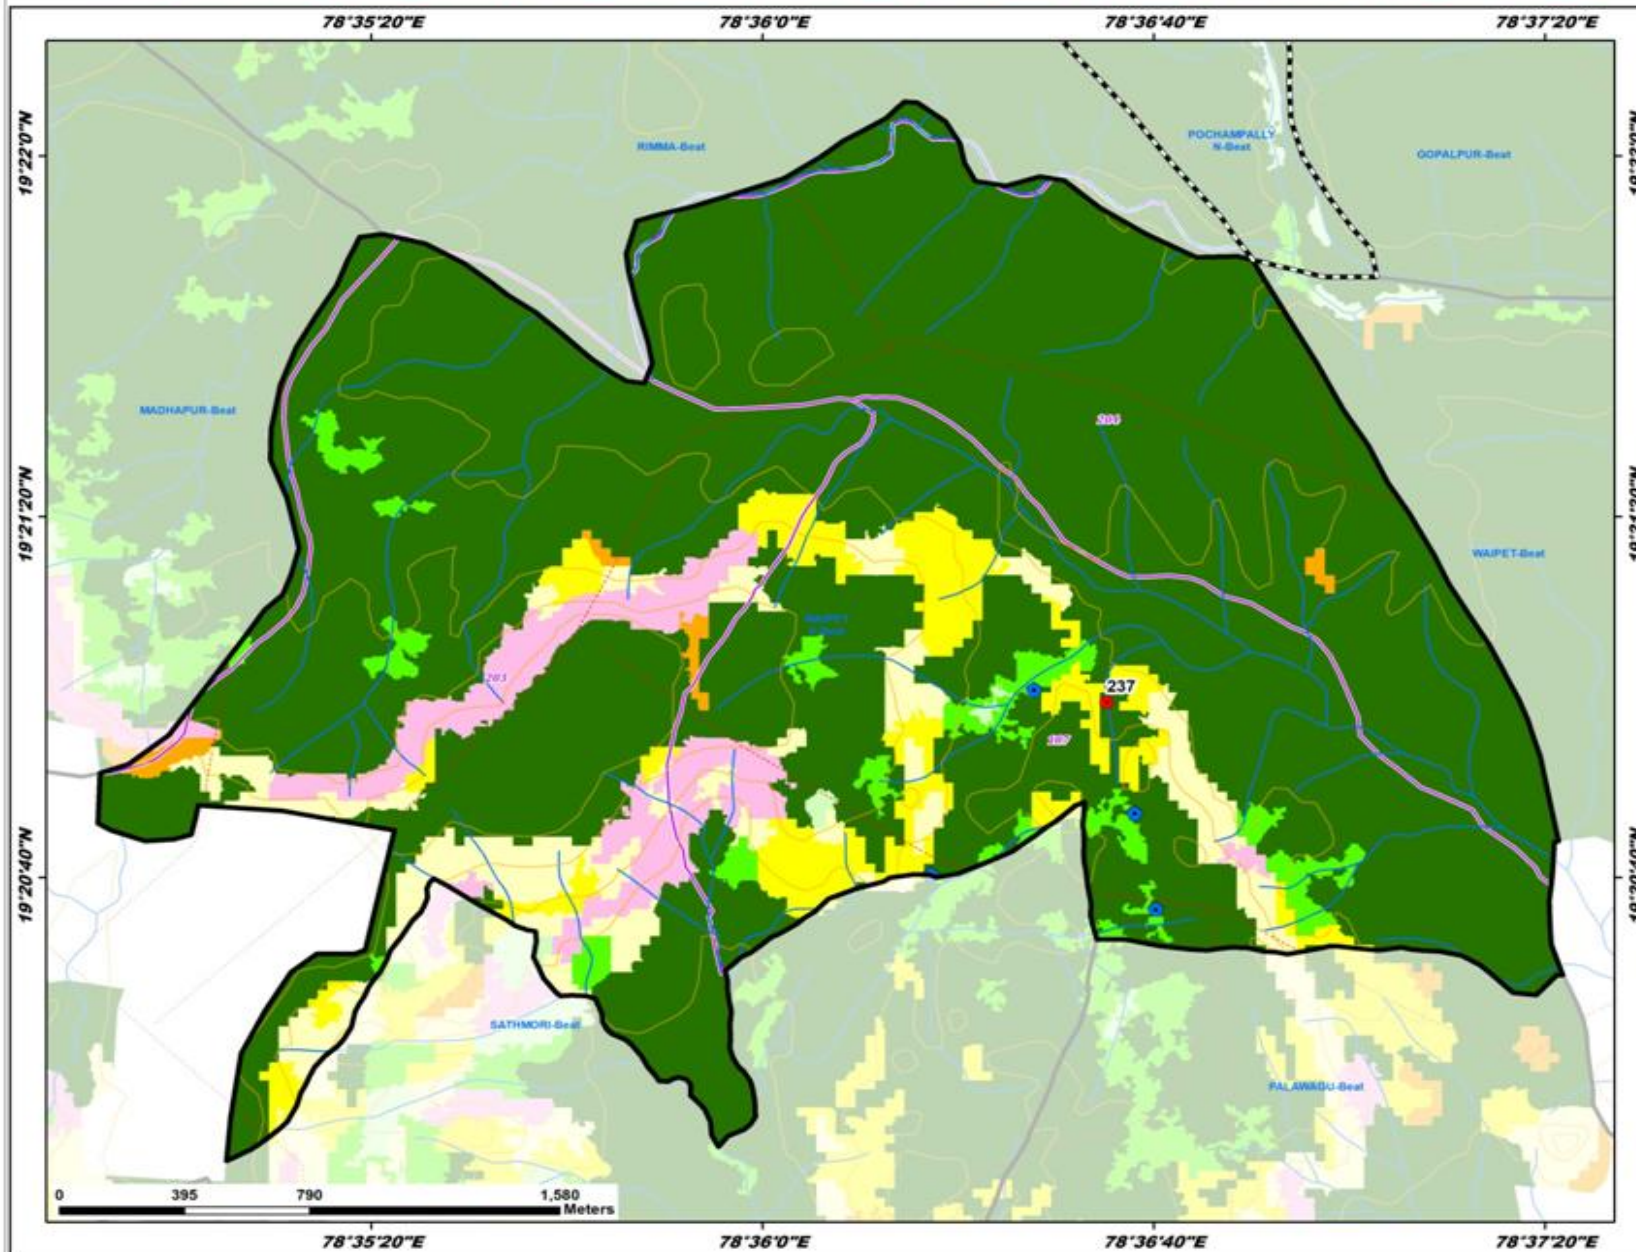 78°35'20"E
78°36'0"E
78°36'40"E
78°37'20"E
19°22'0"N
RIMMA-Beat
POCHAMPALLY
N-Beat
GOPALPUR-Beat
MADHAPUR-Beat
204
19°21'20"N
WAIPET-Beat
203
237
187
19°20'40"N
SATHMORI-Beat
PALAWAGU-Beat
0
395
790
1,580
Meters
78°35'20"E
78°36'0"E
78°36'40"E
78°37'20"E